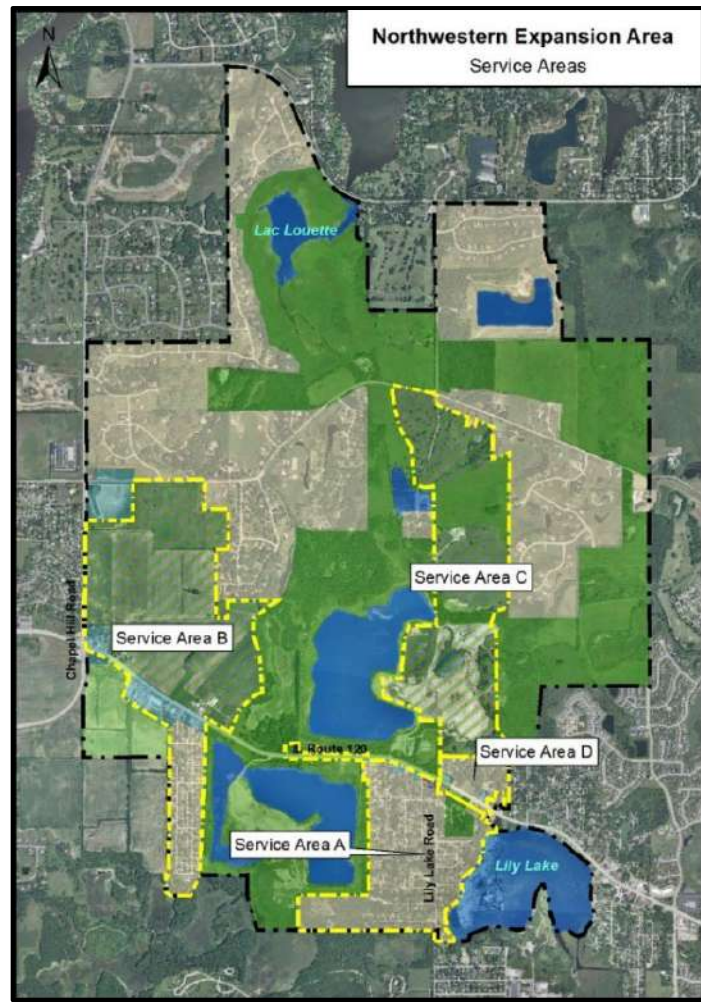 N
Northwestern Expansion Area
Service Areas
Lac Louette
Service Area C
Chapel Hill Road
Service Area B
IL Route 120
Service Area D
Service Area A
Lily Lake Road
Lily Lake